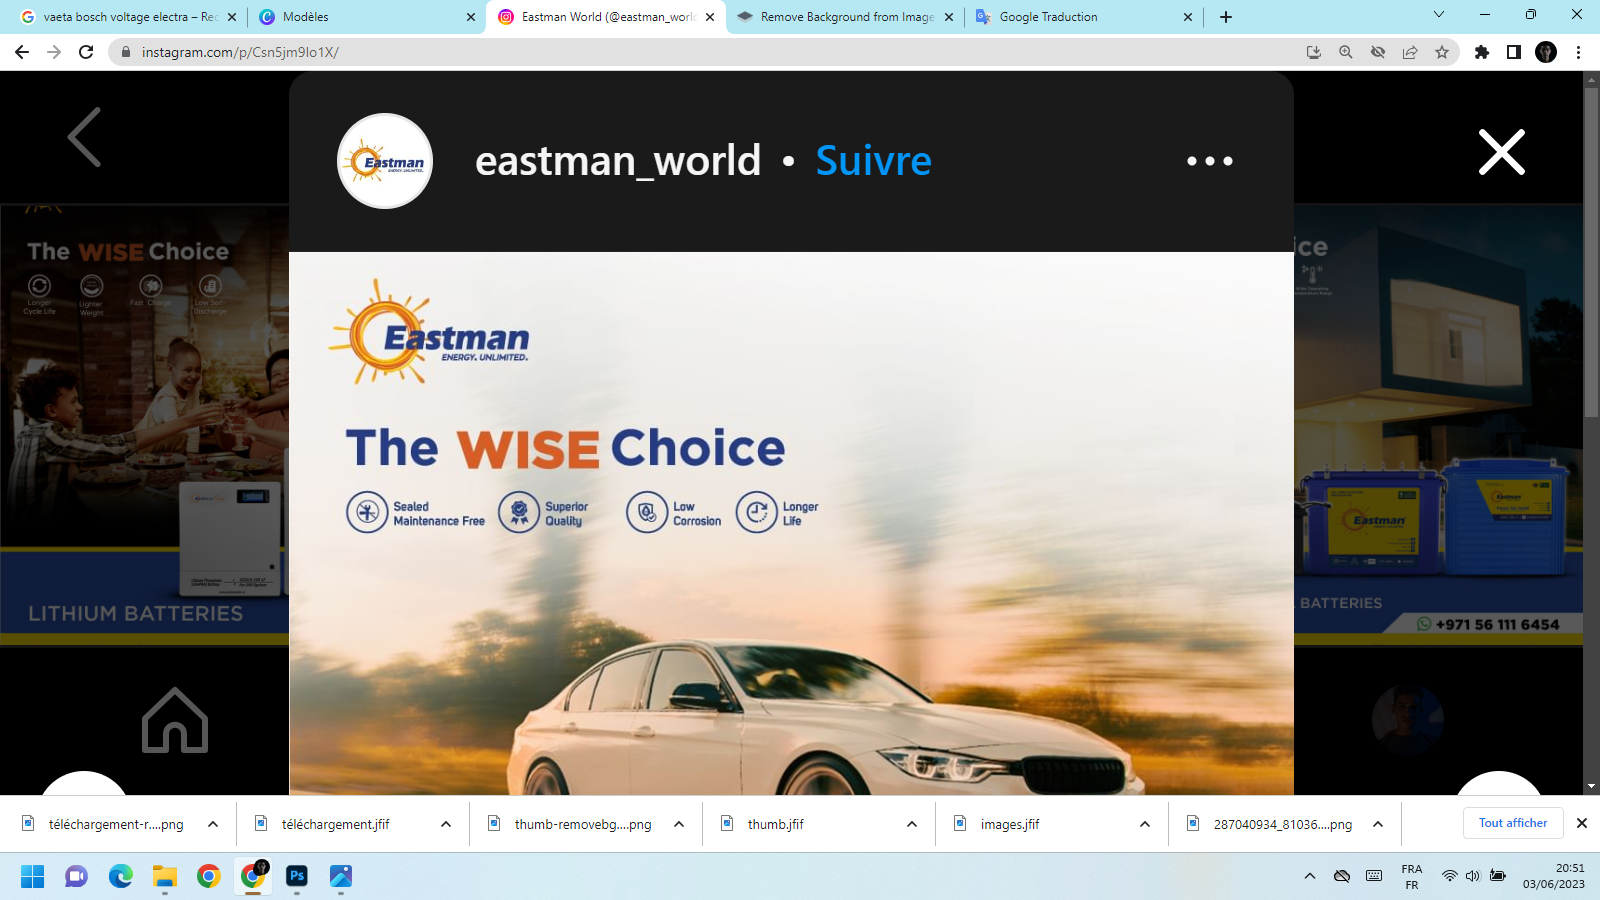 vaeta bosch voltage electra – Rec
Modèles
Eastman World (@eastman_worl
Remove Background from Image
Google Traduction
instagram.com/p/Csn5jm9Io1X/
Eastman
ENERGY. UNLIMITED.
eastman_world • Suivre
The WISE Choice
Longer
Cycle Life
Lighter
Weight
Fast Charge
Low Self
Discharge
LITHIUM BATTERIES
Eastman
ENERGY. UNLIMITED.
The WISE Choice
Sealed
Maintenance Free
Superior
Quality
Low
Corrosion
Longer
Life
ice
Eastman
Eastman
BATTERIES
+971 56 111 6454
téléchargement-r....png
téléchargement.jfif
thumb-removebg....png
thumb.jfif
images.jfif
287040934_81036....png
Tout afficher
Ps
FRA
FR
20:51
03/06/2023